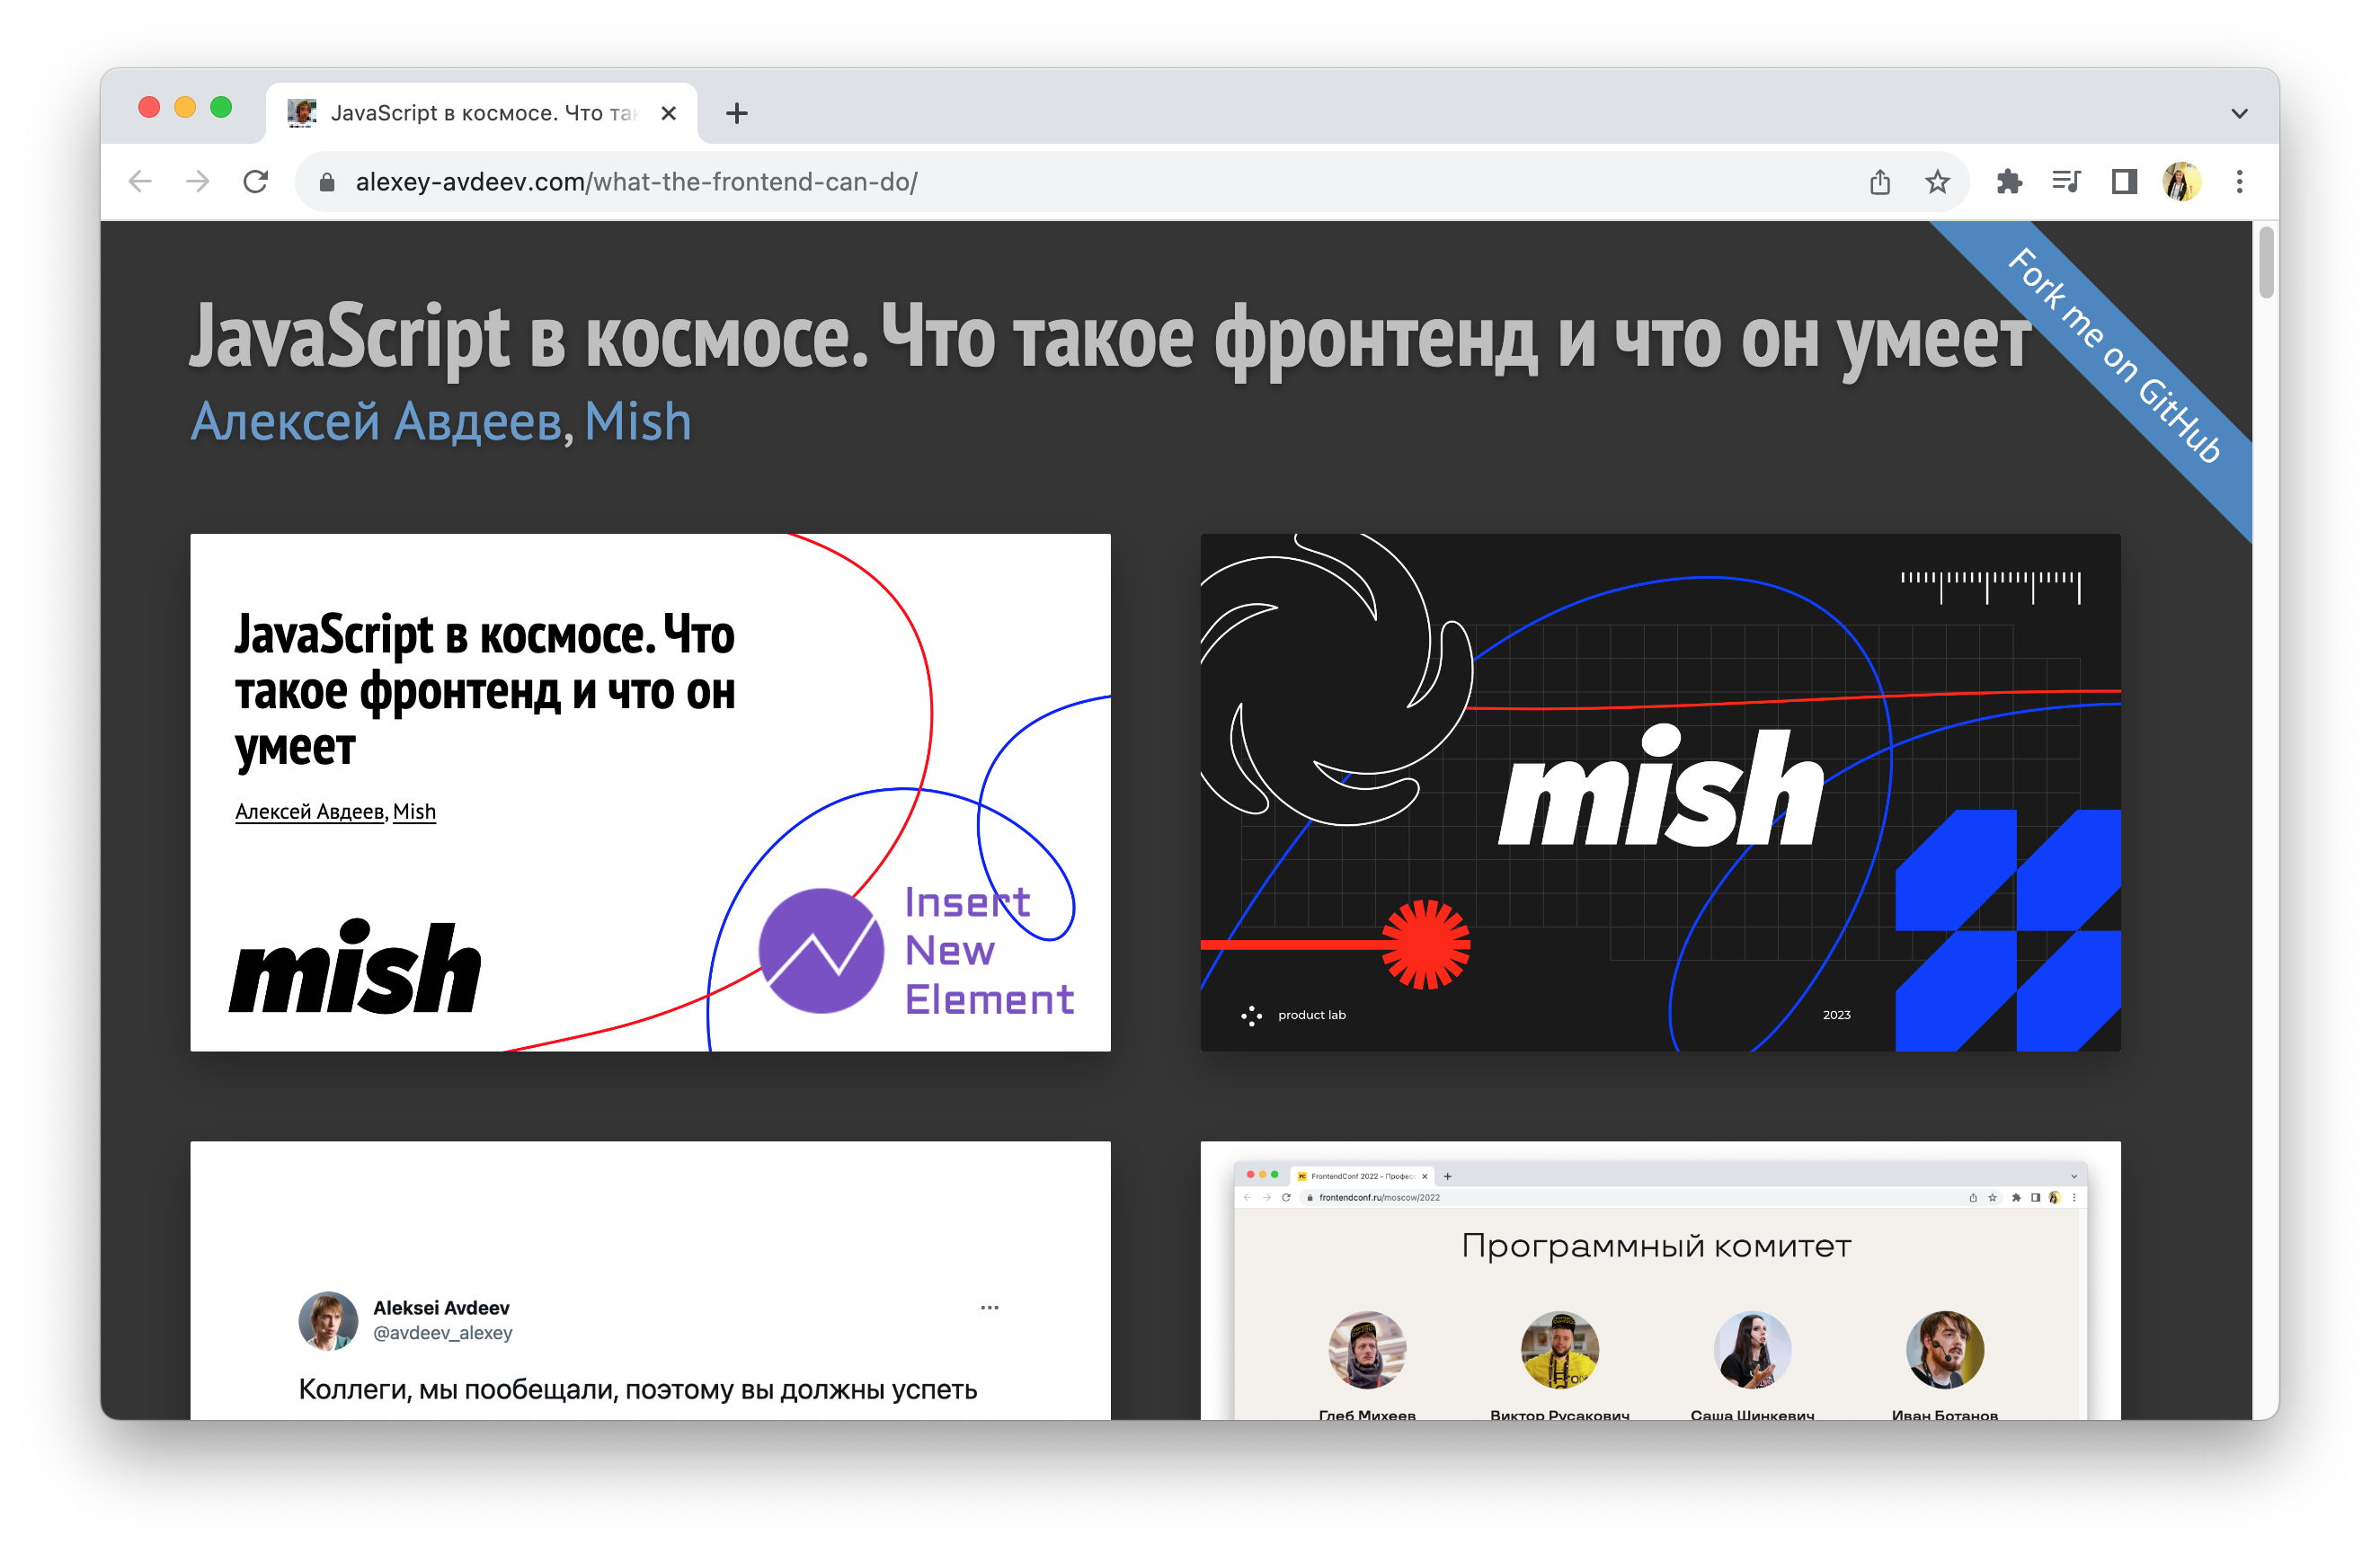 JavaScript в космосе. Что так
alexey-avdeev.com/what-the-frontend-can-do/
Fork me on GitHub
JavaScript в космосе. Что такое фронтенд и что он умеет
Алексей Авдеев, Mish
JavaScript в космосе. Что
такое фронтенд и что он
умеет
Алексей Авдеев, Mish
mish
Insert
New
Element
mish
product lab
2023
Aleksei Avdeev
@avdeev_alexey
Коллеги, мы пообещали, поэтому вы должны успеть
FrontendConf 2022 - Професс
frontendconf.ru/moscow/2022
Программный комитет
Глеб Михеев
Виктор Русакович
Саша Шинкевич
Иван Ботанов